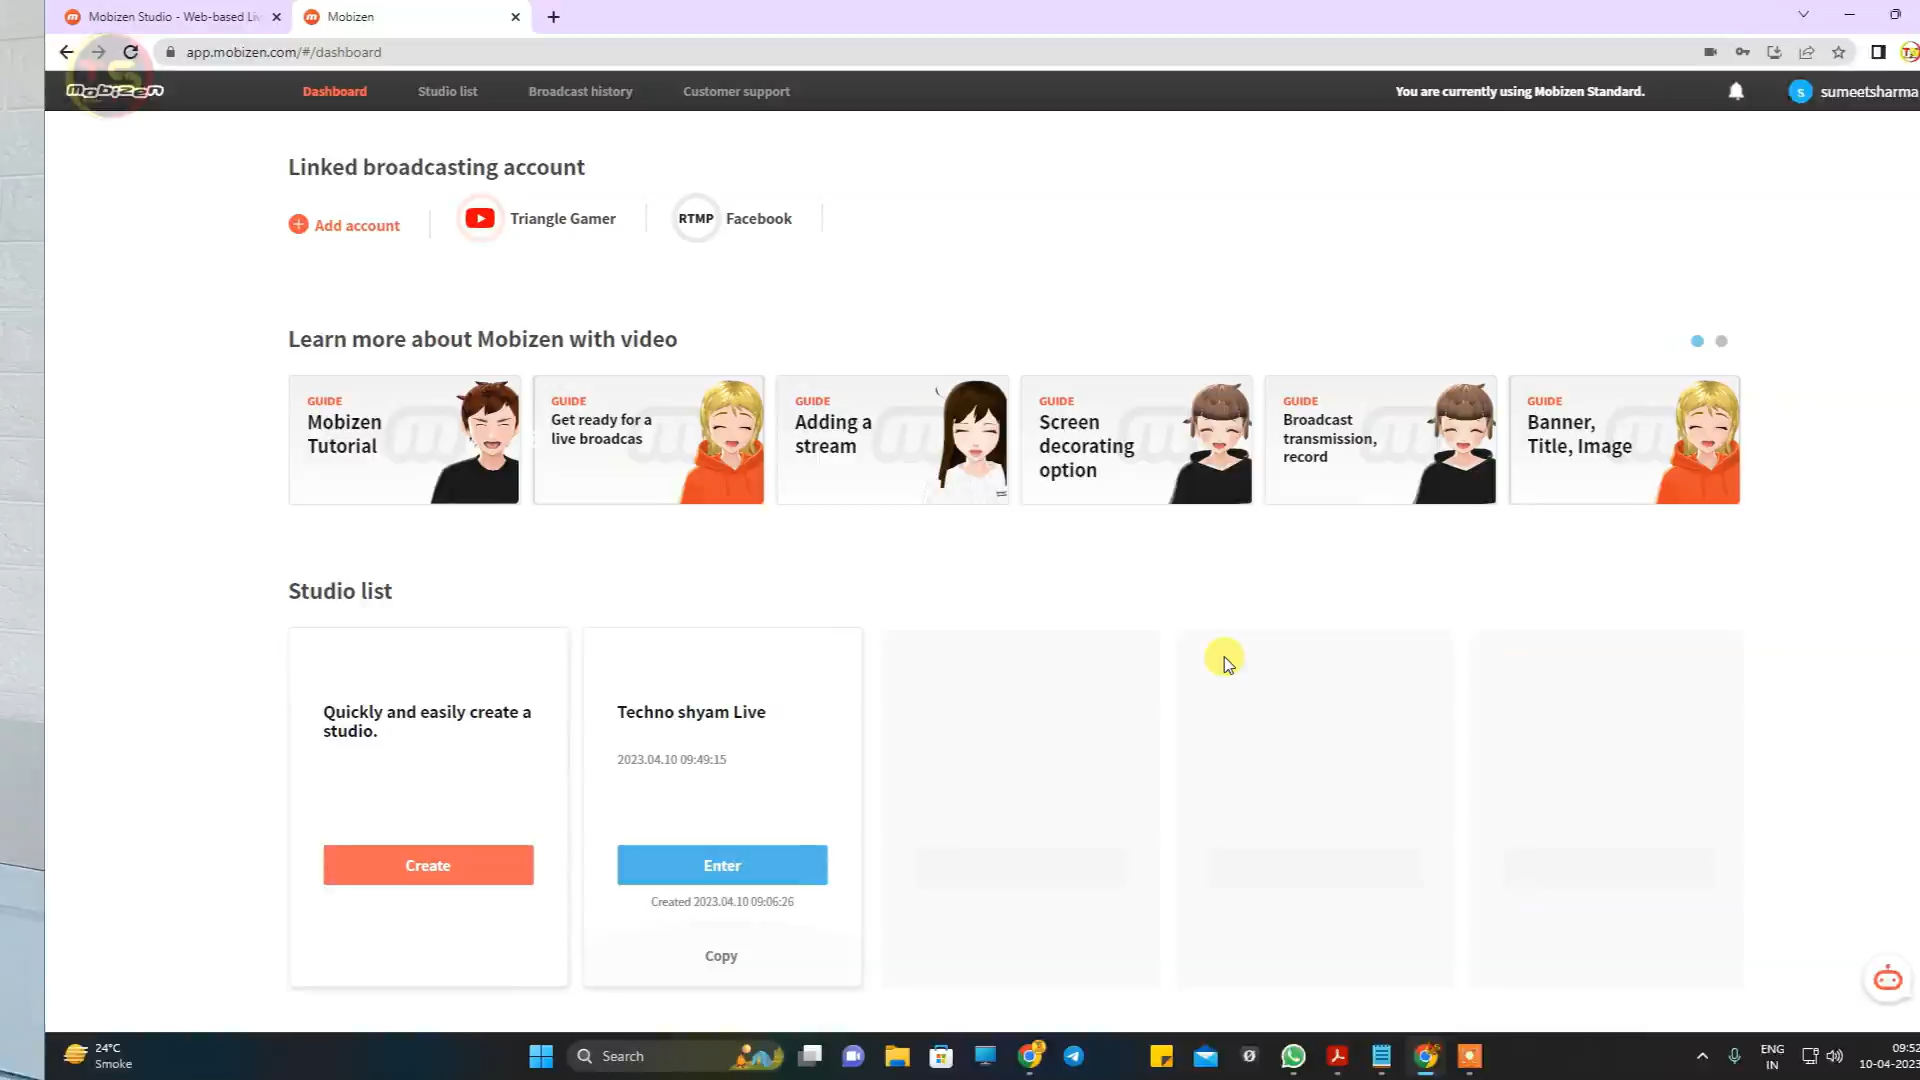 Mobizen Studio - Web-based Liv
Mobizen
app.mobizen.com/#/dashboard
TS
mobizen
Dashboard
Studio list
Broadcast history
Customer support
You are currently using Mobizen Standard.
s
sumeetsharma
Linked broadcasting account
Add account
Triangle Gamer
RTMP
Facebook
Learn more about Mobizen with video
GUIDE
Mobizen
Tutorial
GUIDE
Get ready for a
live broadcas
GUIDE
Adding a
stream
GUIDE
Screen
decorating
option
GUIDE
Broadcast
transmission,
record
GUIDE
Banner,
Title, Image
Studio list
Quickly and easily create a
studio.
Create
Techno shyam Live
2023.04.10 09:49:15
Enter
Created 2023.04.10 09:06:26
Copy
24°C
Smoke
Search
ENG
IN
09:52
10-04-2023